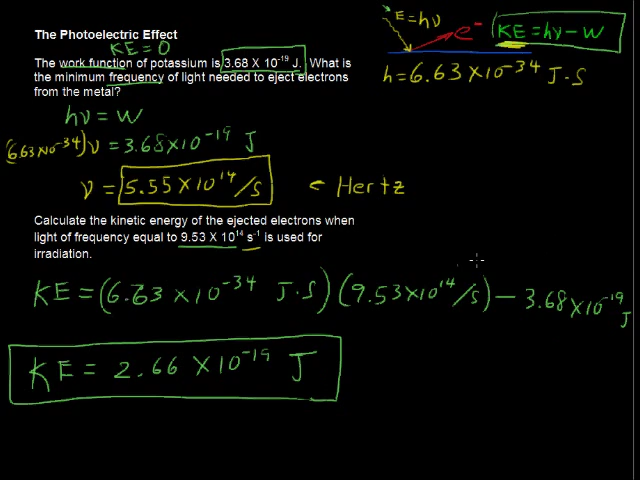 The Photoelectric Effect
KE = 0
The work function of potassium is 3.68 X 10⁻¹⁹ J. What is
the minimum frequency of light needed to eject electrons
from the metal?
E=hν
e⁻
KE=hν-W
h=6.63×10⁻³⁴ J·S
hν = W
(6.63×10⁻³⁴)ν = 3.68×10⁻¹⁹ J
ν = 5.55×10¹⁴/s ← Hertz
Calculate the kinetic energy of the ejected electrons when
light of frequency equal to 9.53 X 10¹⁴ s⁻¹ is used for
irradiation.
KE = (6.63 ×10⁻³⁴ J·S)(9.53×10¹⁴/s) - 3.68×10⁻¹⁹ J
KE = 2.66 ×10⁻¹⁹ J